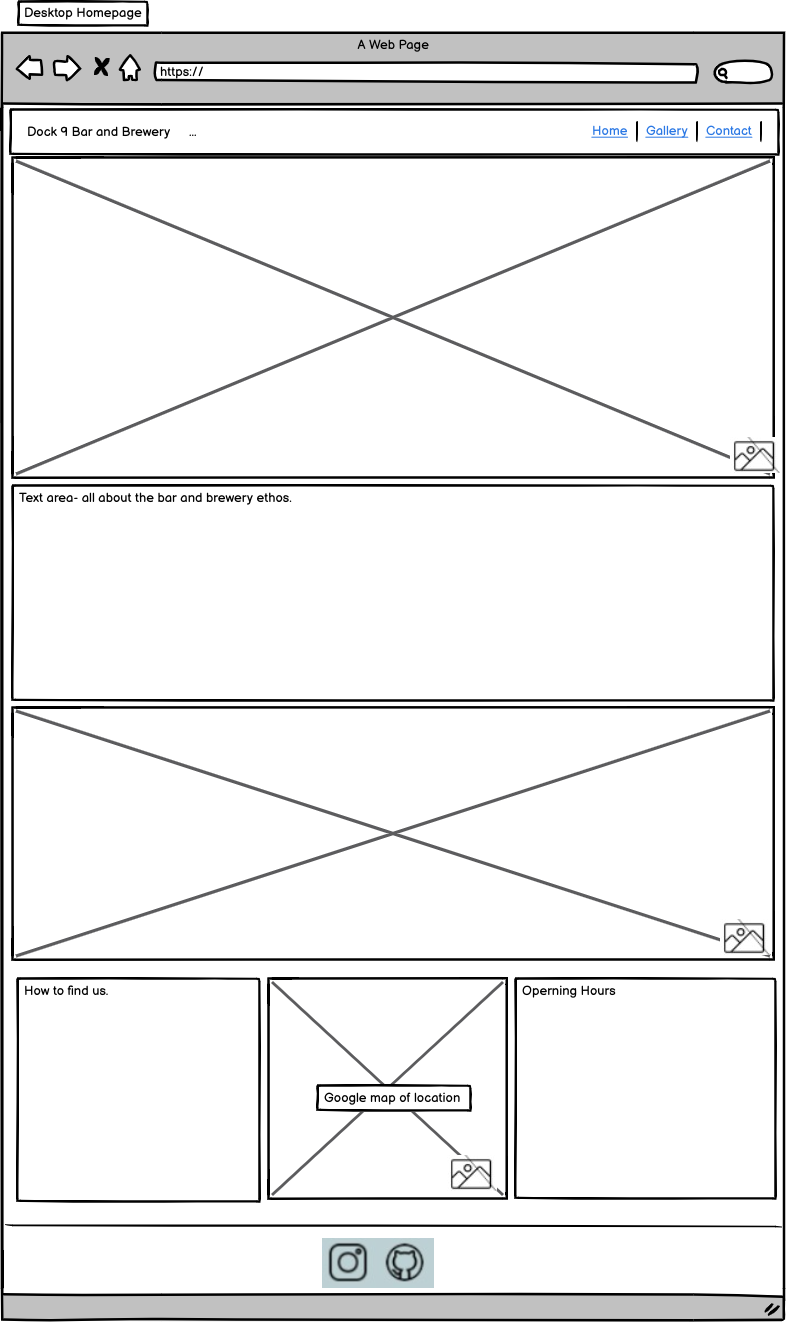 Desktop Homepage
A Web Page
https://
Dock 9 Bar and Brewery ...
Home Gallery Contact
Text area- all about the bar and brewery ethos.
How to find us.
Google map of location
Operning Hours